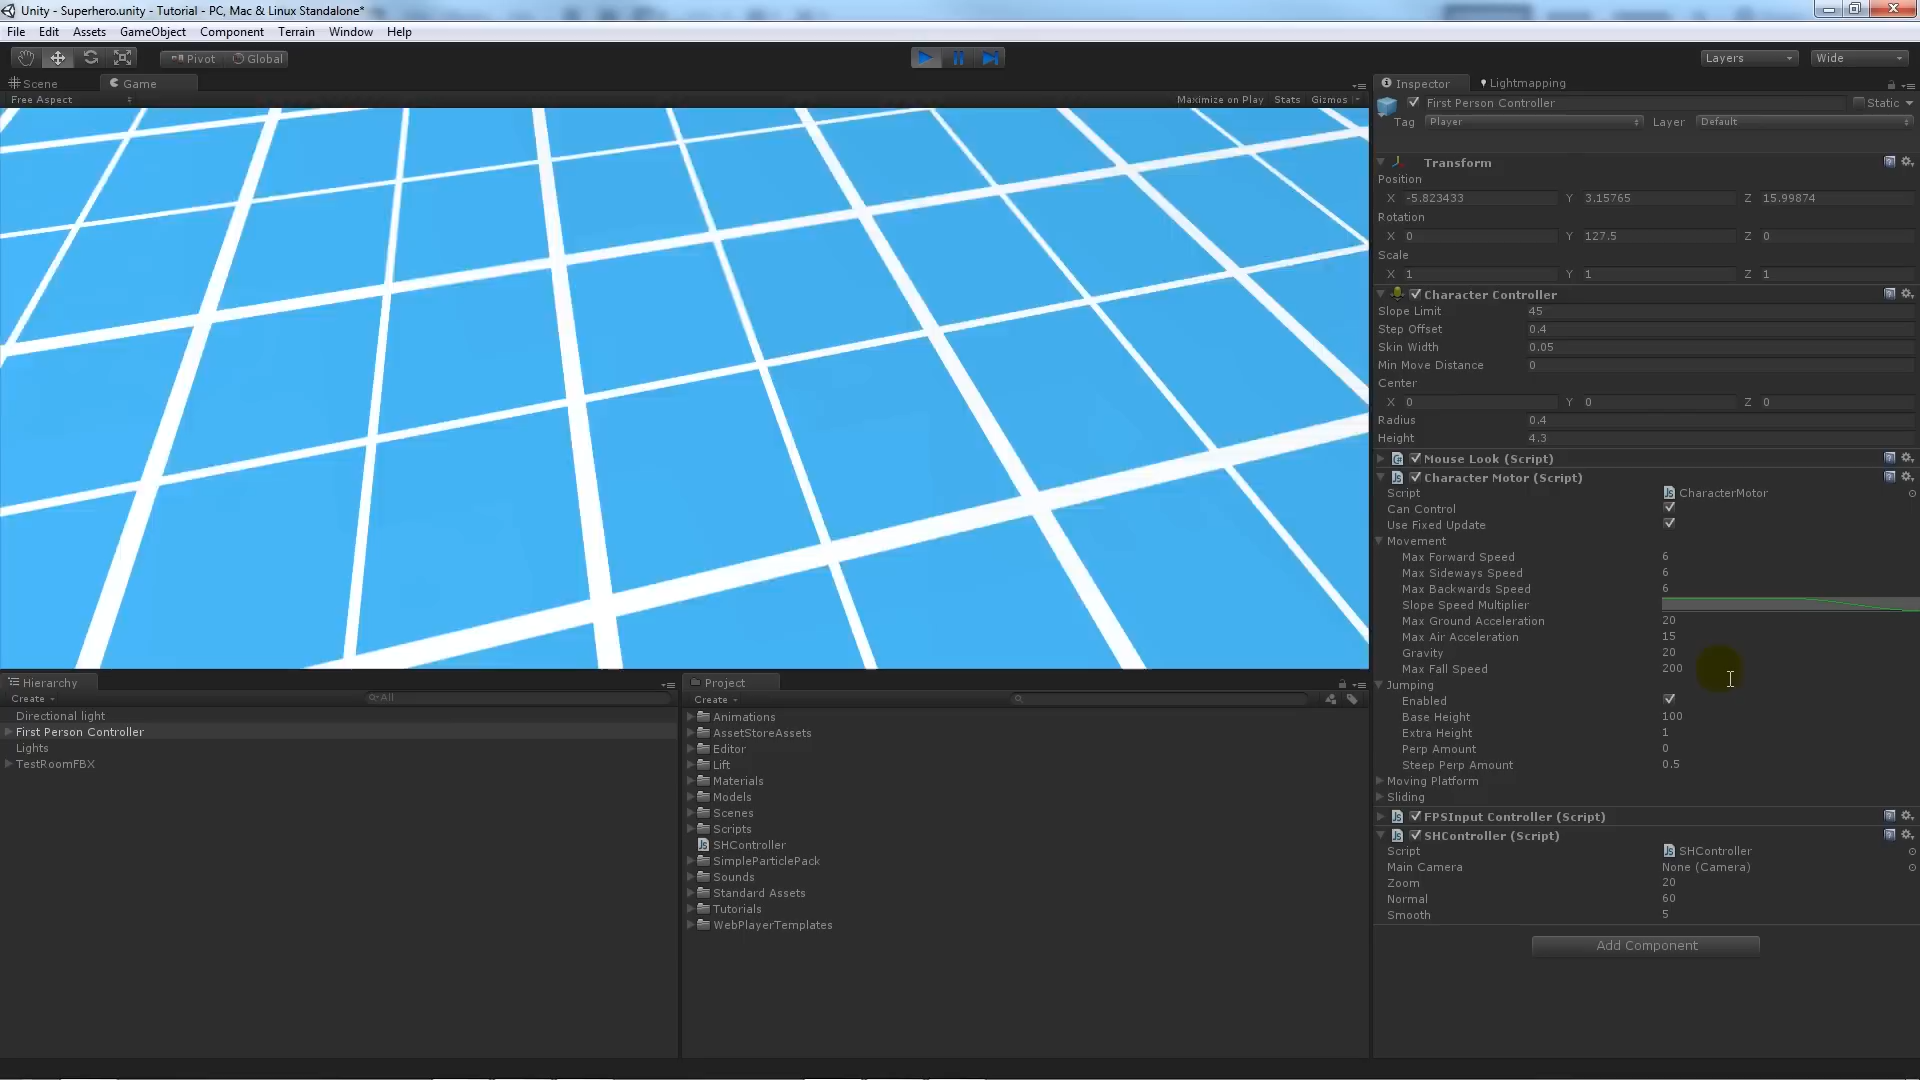 Unity - Superhero.unity - Tutorial - PC, Mac & Linux Standalone*
File Edit Assets GameObject Component Terrain Window Help
Pivot Global
Layers Wide
Scene Game
Free Aspect
Maximize on Play Stats Gizmos
Inspector Lightmapping
First Person Controller Static
Tag Player Layer Default
Transform
Position
X -5.823433 Y 3.15765 Z 15.99874
Rotation
X 0 Y 127.5 Z 0
Scale
X 1 Y 1 Z 1
Character Controller
Slope Limit 45
Step Offset 0.4
Skin Width 0.05
Min Move Distance 0
Center
X 0 Y 0 Z 0
Radius 0.4
Height 4.3
Mouse Look (Script)
Character Motor (Script)
Script CharacterMotor
Can Control
Use Fixed Update
Movement
Max Forward Speed 6
Max Sideways Speed 6
Max Backwards Speed 6
Slope Speed Multiplier
Max Ground Acceleration 20
Max Air Acceleration 15
Gravity 20
Max Fall Speed 200
Jumping
Enabled
Base Height 100
Extra Height 1
Perp Amount 0
Steep Perp Amount 0.5
Moving Platform
Sliding
FPSInput Controller (Script)
SHController (Script)
Script SHController
Main Camera None (Camera)
Zoom 20
Normal 60
Smooth 5
Add Component
Hierarchy
Create All
Directional light
First Person Controller
Lights
TestRoomFBX
Project
Create
Animations
AssetStoreAssets
Editor
Lift
Materials
Models
Scenes
Scripts
SHController
SimpleParticlePack
Sounds
Standard Assets
Tutorials
WebPlayerTemplates